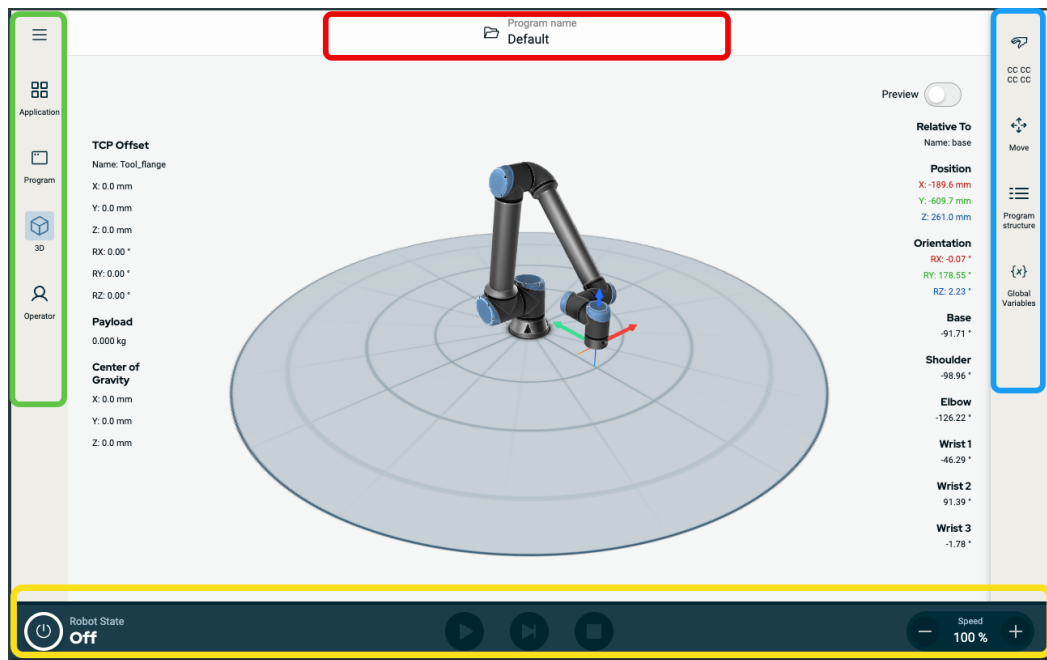 Program name
Default
Application
Program
3D
Operator
TCP Offset
Name: Tool_flange
X: 0.0 mm
Y: 0.0 mm
Z: 0.0 mm
RX: 0.00 °
RY: 0.00 °
RZ: 0.00 °
Payload
0.000 kg
Center of
Gravity
X: 0.0 mm
Y: 0.0 mm
Z: 0.0 mm
Preview
Relative To
Name: base
Position
X: -189.6 mm
Y: -609.7 mm
Z: 261.0 mm
Orientation
RX: -0.07 °
RY: 178.55 °
RZ: 2.23 °
Base
-91.71 °
Shoulder
-98.96 °
Elbow
-126.22 °
Wrist 1
-46.29 °
Wrist 2
91.39 °
Wrist 3
-1.78 °
CC CC
CC CC
Move
Program
structure
{x}
Global
Variables
Robot State
Off
Speed
100 %